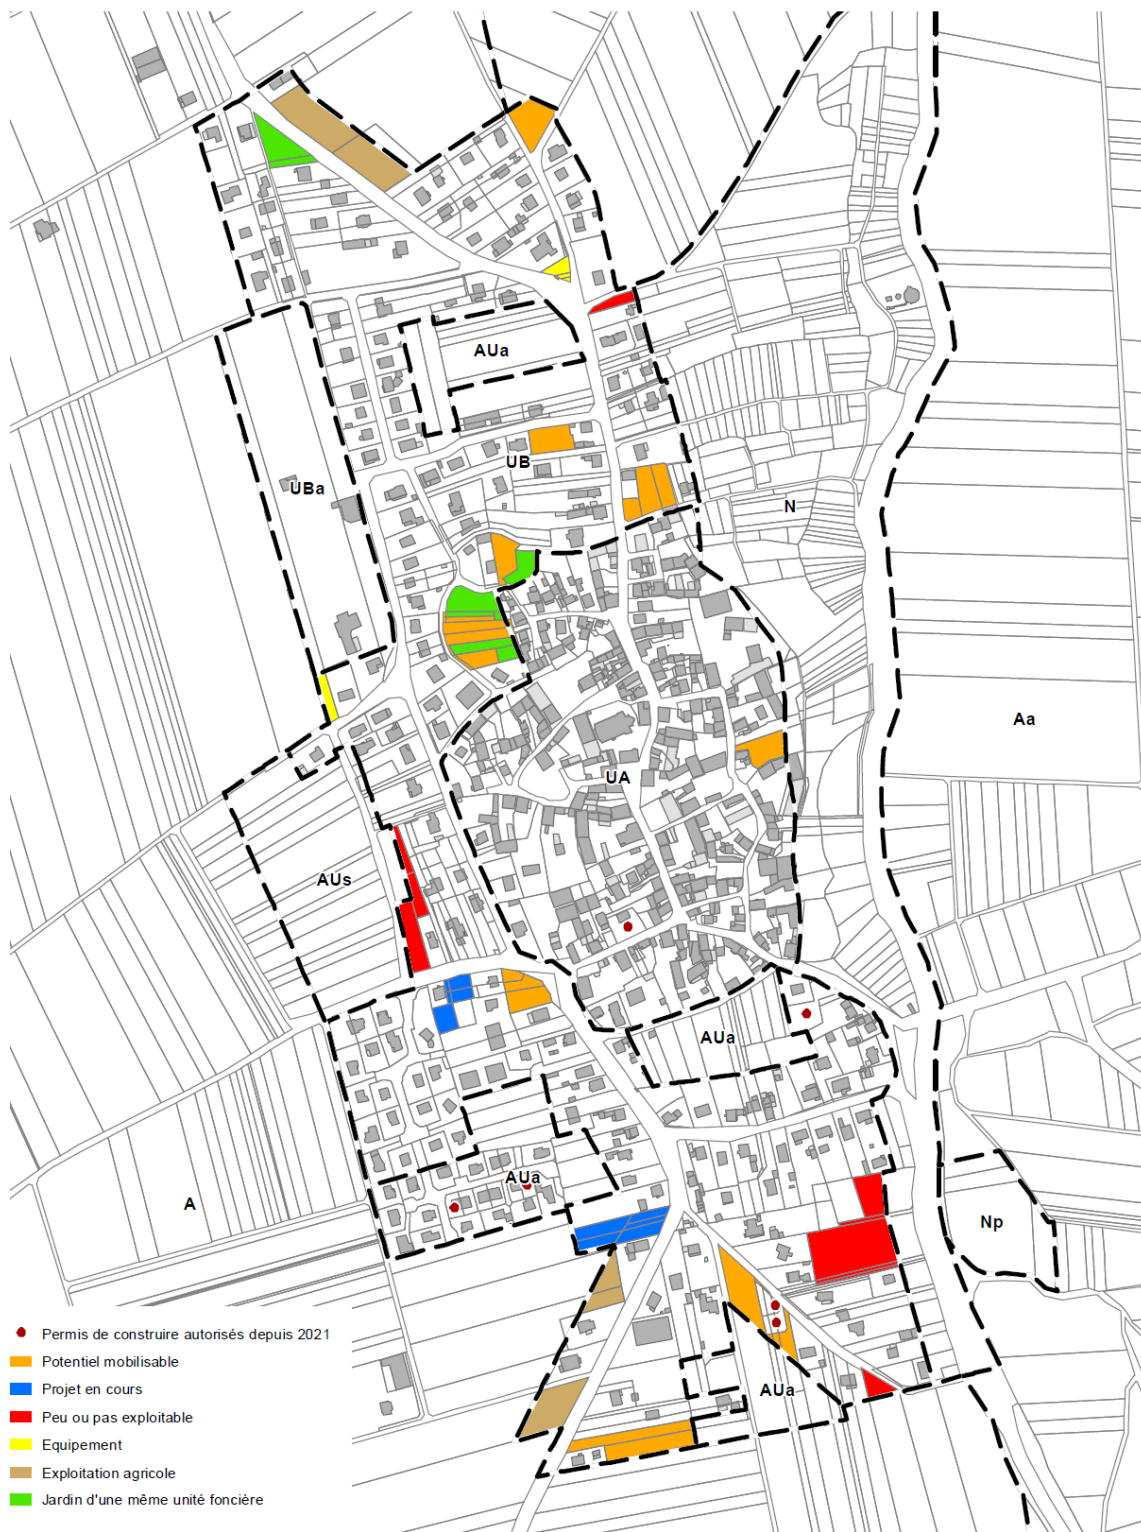 AUa
UB
UBa
N
Aa
UA
AUs
AUa
AUa
A
Np
AUa
Permis de construire autorisés depuis 2021
Potentiel mobilisable
Projet en cours
Peu ou pas exploitable
Equipement
Exploitation agricole
Jardin d'une même unité foncière